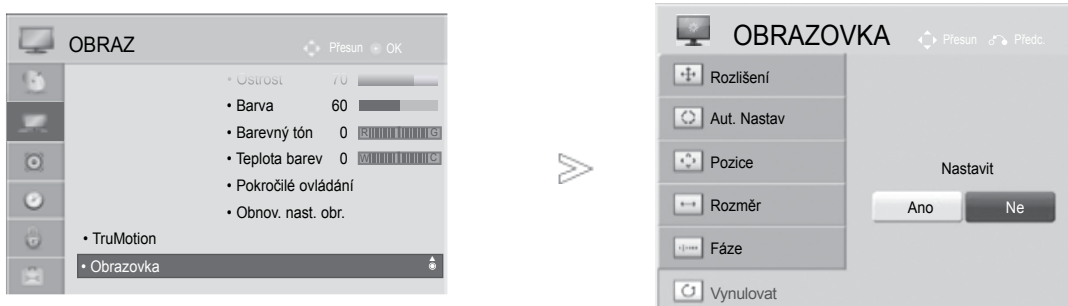 OBRAZ
Přesun OK
• Ostrost 70
• Barva 60
• Barevný tón 0 R G
• Teplota barev 0 W C
• Pokročilé ovládání
• Obnov. nast. obr.
• TruMotion
• Obrazovka
OBRAZOVKA
Přesun Předc.
Rozlišení
Aut. Nastav
Pozice
Rozměr
Fáze
Vynulovat
Nastavit
Ano Ne